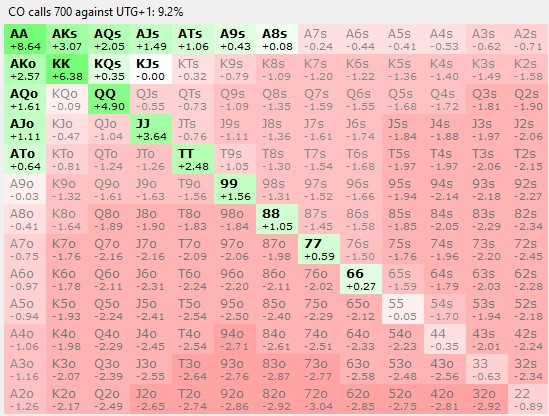 CO calls 700 against UTG+1: 9.2%
AA AKs AQs AJs ATs A9s A8s A7s A6s A5s A4s A3s A2s
+8.64 +3.07 +2.05 +1.49 +1.06 +0.43 +0.08 -0.24 -0.44 -0.41 -0.53 -0.62 -0.71
AKo KK KQs KJs KTs K9s K8s K7s K6s K5s K4s K3s K2s
+2.57 +6.38 +0.35 -0.00 -0.32 -0.79 -1.09 -1.20 -1.22 -1.36 -1.40 -1.49 -1.58
AQo KQo QQ QJs QTs Q9s Q8s Q7s Q6s Q5s Q4s Q3s Q2s
+1.61 -0.09 +4.90 -0.55 -0.73 -1.09 -1.35 -1.59 -1.55 -1.68 -1.72 -1.81 -1.90
AJo KJo QJo JJ JTs J9s J8s J7s J6s J5s J4s J3s J2s
+1.11 -0.47 -1.04 +3.64 -0.76 -1.11 -1.36 -1.61 -1.74 -1.84 -1.88 -1.97 -2.06
ATo KTo QTo JTo TT T9s T8s T7s T6s T5s T4s T3s T2s
+0.64 -0.81 -1.24 -1.26 +2.48 -1.05 -1.30 -1.54 -1.68 -1.97 -1.97 -2.06 -2.15
A9o K9o Q9o J9o T9o 99 98s 97s 96s 95s 94s 93s 92s
-0.03 -1.32 -1.61 -1.63 -1.56 +1.56 -1.31 -1.52 -1.66 -1.94 -2.14 -2.18 -2.27
A8o K8o Q8o J8o T8o 98o 88 87s 86s 85s 84s 83s 82s
-0.41 -1.64 -1.89 -1.90 -1.83 -1.84 +1.05 -1.45 -1.58 -1.85 -2.05 -2.29 -2.34
A7o K7o Q7o J7o T7o 97o 87o 77 76s 75s 74s 73s 72s
-0.75 -1.76 -2.16 -2.16 -2.09 -2.06 -1.98 +0.59 -1.50 -1.76 -1.96 -2.20 -2.45
A6o K6o Q6o J6o T6o 96o 86o 76o 66 65s 64s 63s 62s
-0.97 -1.78 -2.11 -2.31 -2.24 -2.20 -2.11 -2.02 +0.27 -1.59 -1.79 -2.03 -2.28
A5o K5o Q5o J5o T5o 95o 85o 75o 65o 55 54s 53s 52s
-0.94 -1.93 -2.24 -2.41 -2.54 -2.50 -2.40 -2.29 -2.12 -0.05 -1.70 -1.94 -2.18
A4o K4o Q4o J4o T4o 94o 84o 74o 64o 54o 44 43s 42s
-1.06 -1.98 -2.29 -2.45 -2.54 -2.71 -2.61 -2.51 -2.33 -2.23 -0.35 -2.01 -2.24
A3o K3o Q3o J3o T3o 93o 83o 73o 63o 53o 43o 33 32s
-1.16 -2.07 -2.39 -2.55 -2.64 -2.76 -2.87 -2.77 -2.58 -2.48 -2.56 -0.63 -2.34
A2o K2o Q2o J2o T2o 92o 82o 72o 62o 52o 42o 32o 22
-1.26 -2.17 -2.49 -2.65 -2.74 -2.86 -2.92 -3.04 -2.85 -2.75 -2.81 -2.92 -0.89